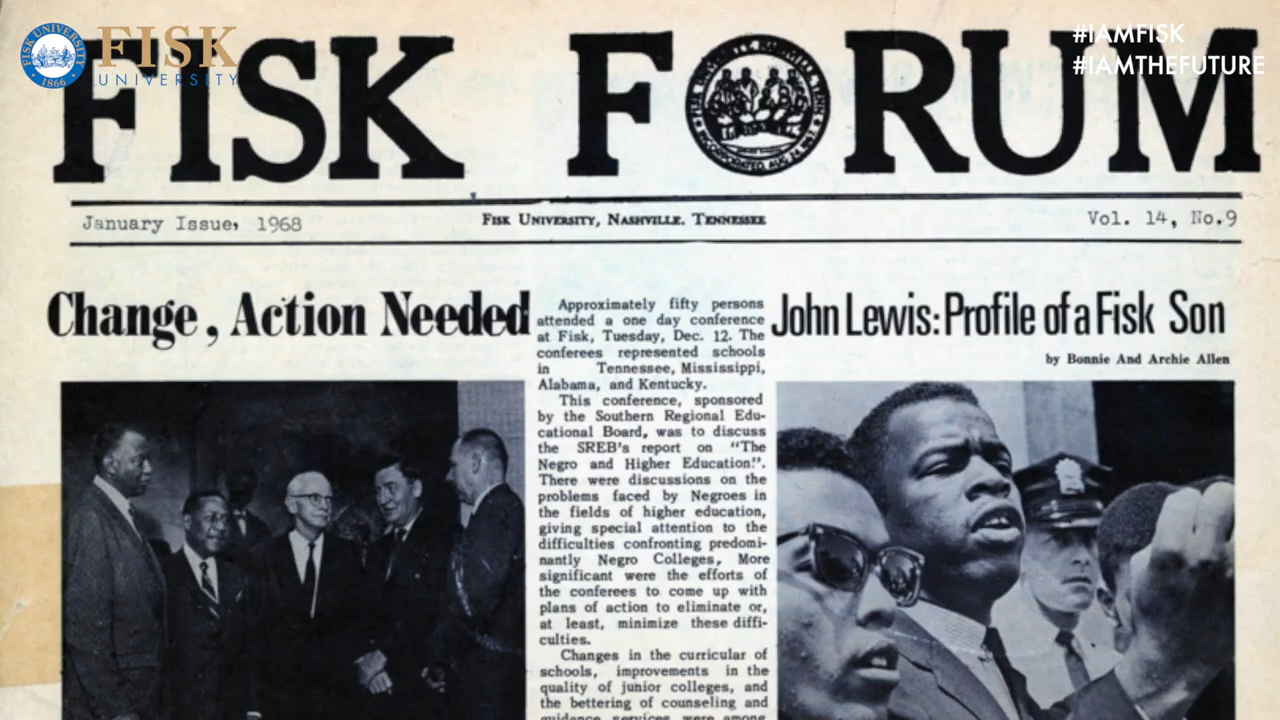 FISK UNIVERSITY
1866
FISK
UNIVERSITY
#IAMFISK
#IAMTHEFUTURE
FISK FORUM
January Issue, 1968
FISK UNIVERSITY, NASHVILLE. TENNESSEE
Vol. 14, No.9
Change, Action Needed
Approximately fifty persons
attended a one day conference
at Fisk, Tuesday, Dec. 12. The
conferees represented schools
in Tennessee, Mississippi,
Alabama, and Kentucky.
This conference, sponsored
by the Southern Regional Edu-
cational Board, was to discuss
the SREB's report on "The
Negro and Higher Education!".
There were discussions on the
problems faced by Negroes in
the fields of higher education,
giving special attention to the
difficulties confronting predomi-
nantly Negro Colleges, More
significant were the efforts of
the conferees to come up with
plans of action to eliminate or,
at least, minimize these diffi-
culties.
Changes in the curricular of
schools, improvements in the
quality of junior colleges, and
the bettering of counseling and
guidance services were among
John Lewis: Profile of a Fisk Son
by Bonnie And Archie Allen